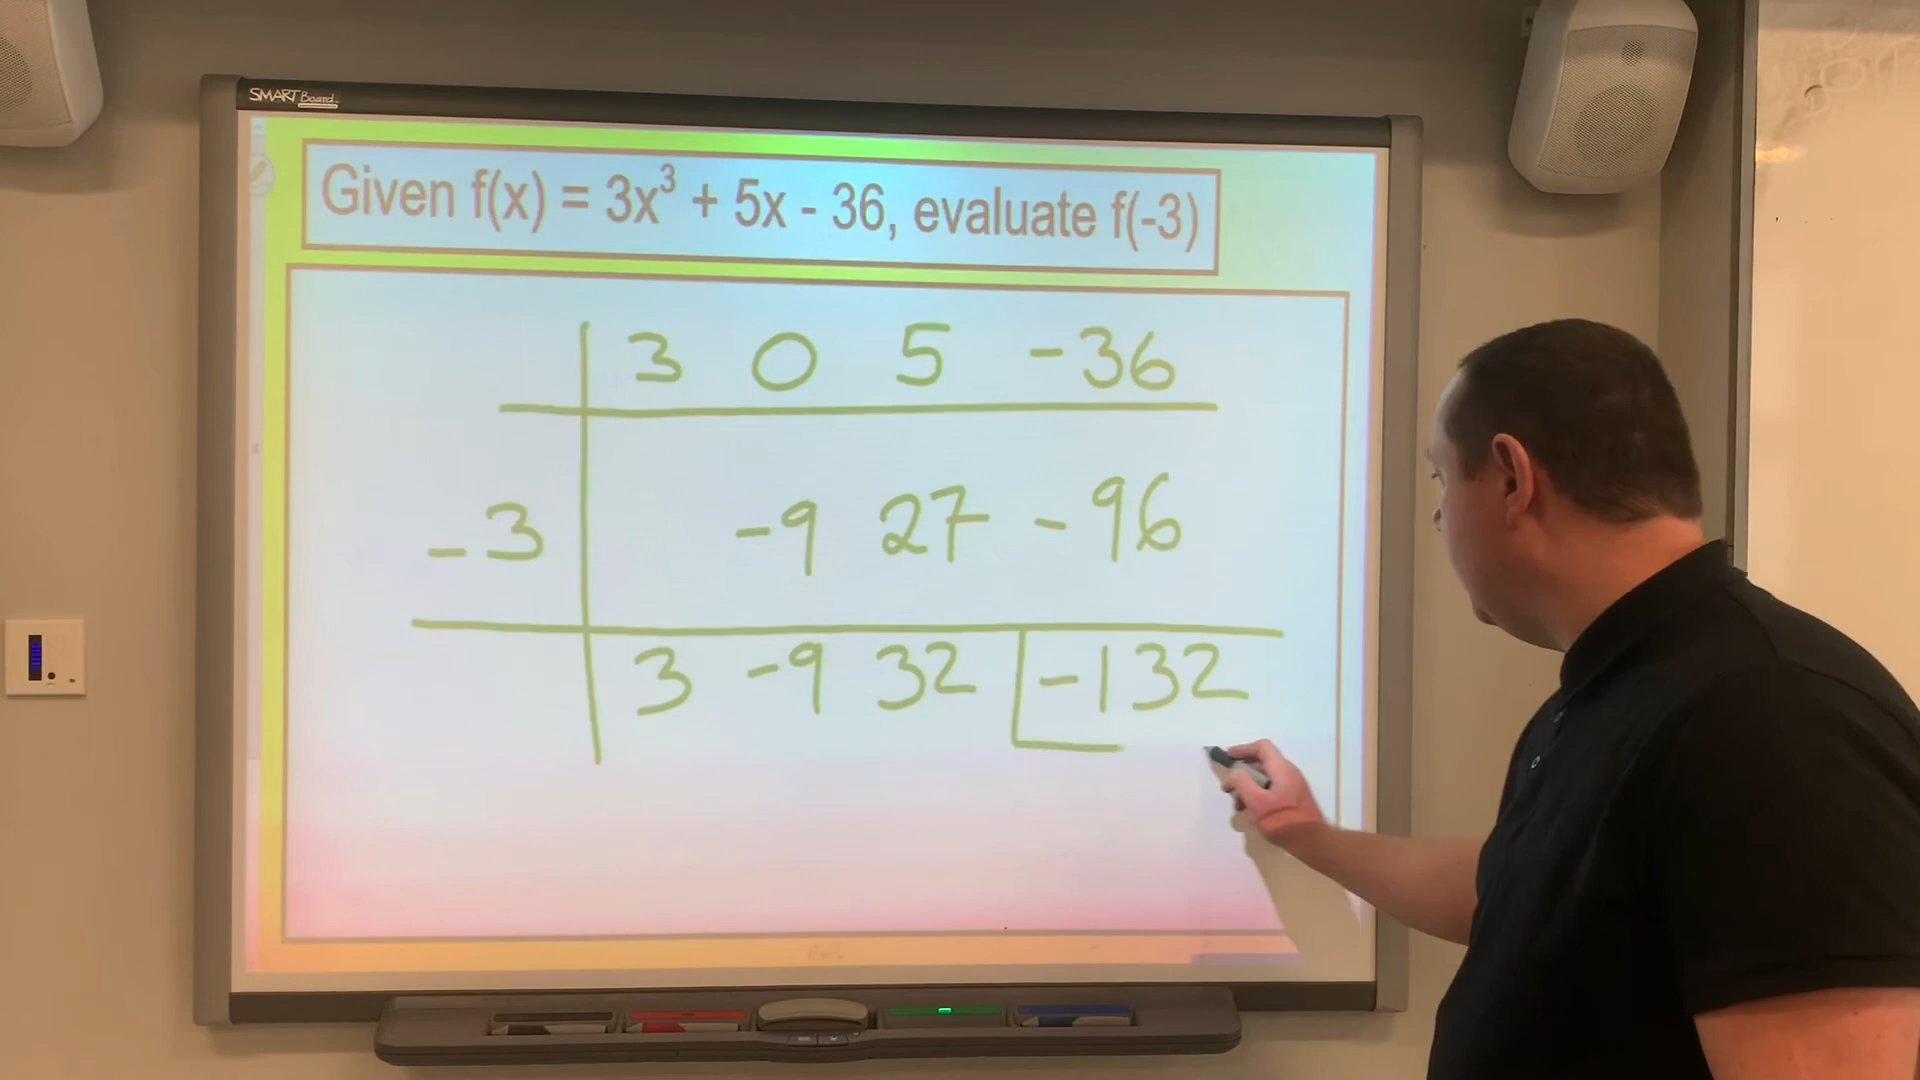 SMART Board
Given f(x) = 3x³ + 5x - 36, evaluate f(-3)
3 0 5 -36
-3 -9 27 -96
3 -9 32 -132